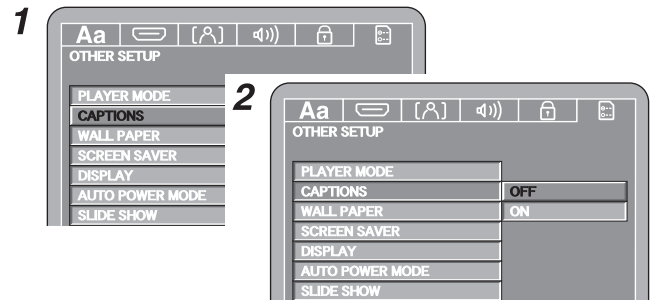 1
Aa
OTHER SETUP
PLAYER MODE
CAPTIONS
WALL PAPER
SCREEN SAVER
DISPLAY
AUTO POWER MODE
SLIDE SHOW
2
Aa
OTHER SETUP
PLAYER MODE
CAPTIONS OFF
WALL PAPER ON
SCREEN SAVER
DISPLAY
AUTO POWER MODE
SLIDE SHOW